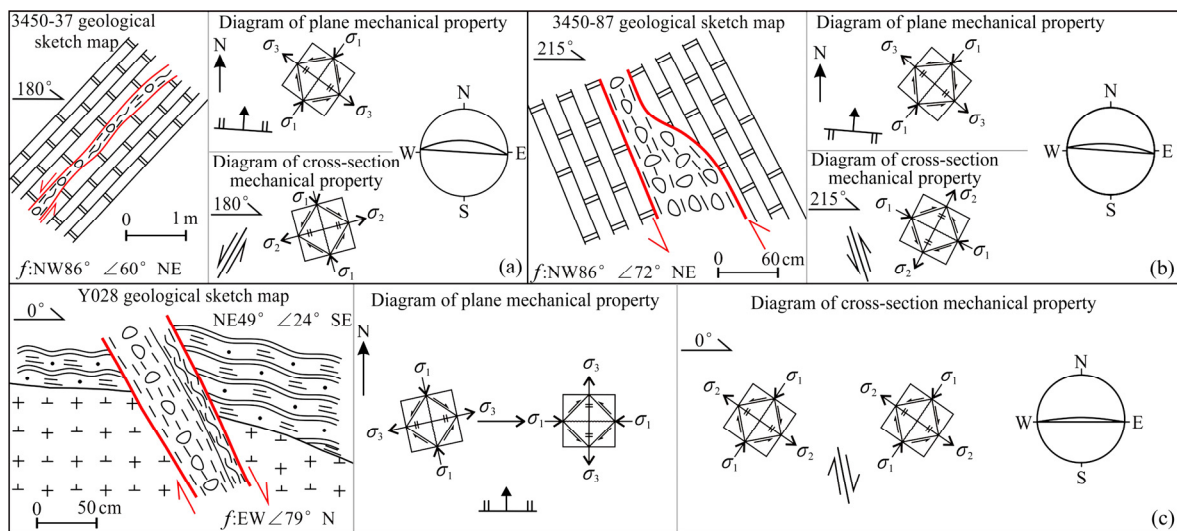 3450-37 geological
sketch map
180°
0 1 m
f:NW86° ∠60° NE
Diagram of plane mechanical property
N
σ3 σ1
σ1 σ3
Diagram of cross-section
mechanical property
180°
σ1
σ2
σ2
σ1
N
W E
S
(a)
3450-87 geological sketch map
215°
0 60 cm
f:NW86° ∠72° NE
Diagram of plane mechanical property
N
σ3 σ1
σ1 σ3
Diagram of cross-section
mechanical property
215°
σ2
σ1
σ1
σ2
N
W E
S
(b)
Y028 geological sketch map
0°
NE49° ∠24° SE
0 50 cm
f:EW ∠79° N
Diagram of plane mechanical property
N
σ1
σ3
σ3
σ1
σ3
σ1 σ1
σ3
Diagram of cross-section mechanical property
0°
σ2 σ1
σ1 σ2
σ2 σ1
σ1 σ2
N
W E
S
(c)